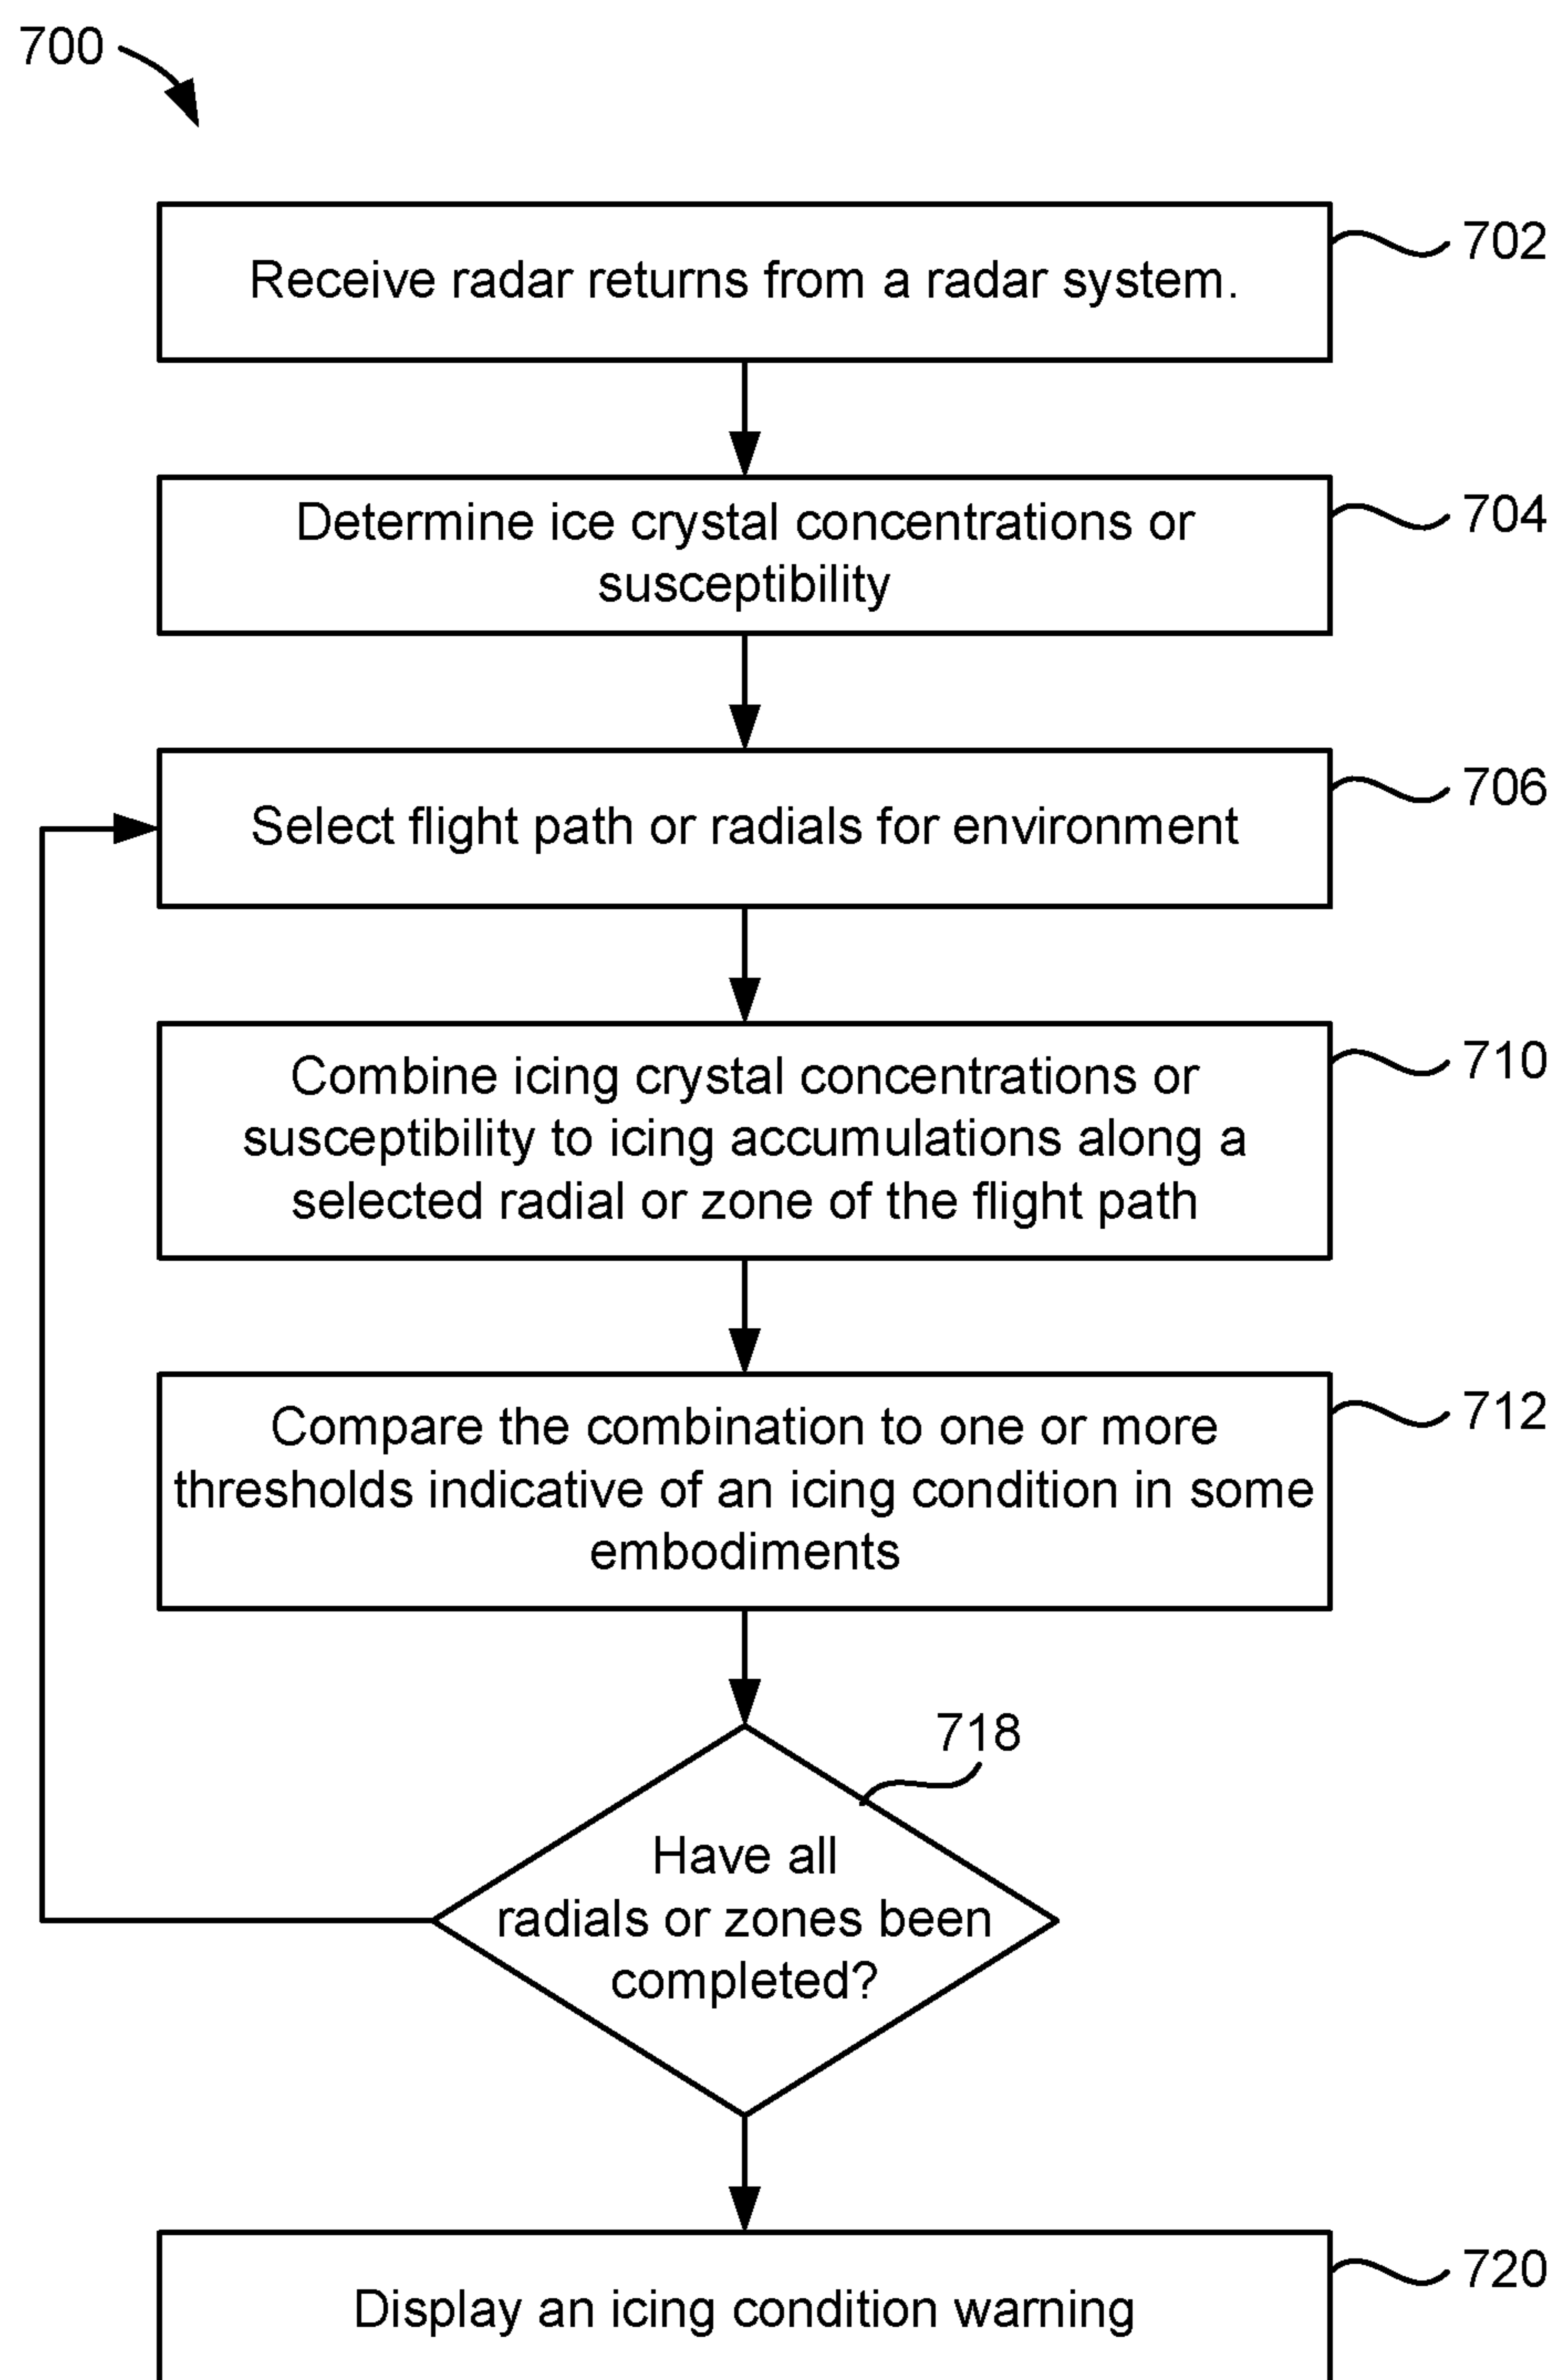 700
702
Receive radar returns from a radar system.
704
Determine ice crystal concentrations or
susceptibility
706
Select flight path or radials for environment
710
Combine icing crystal concentrations or
susceptibility to icing accumulations along a
selected radial or zone of the flight path
712
Compare the combination to one or more
thresholds indicative of an icing condition in some
embodiments
718
Have all
radials or zones been
completed?
720
Display an icing condition warning